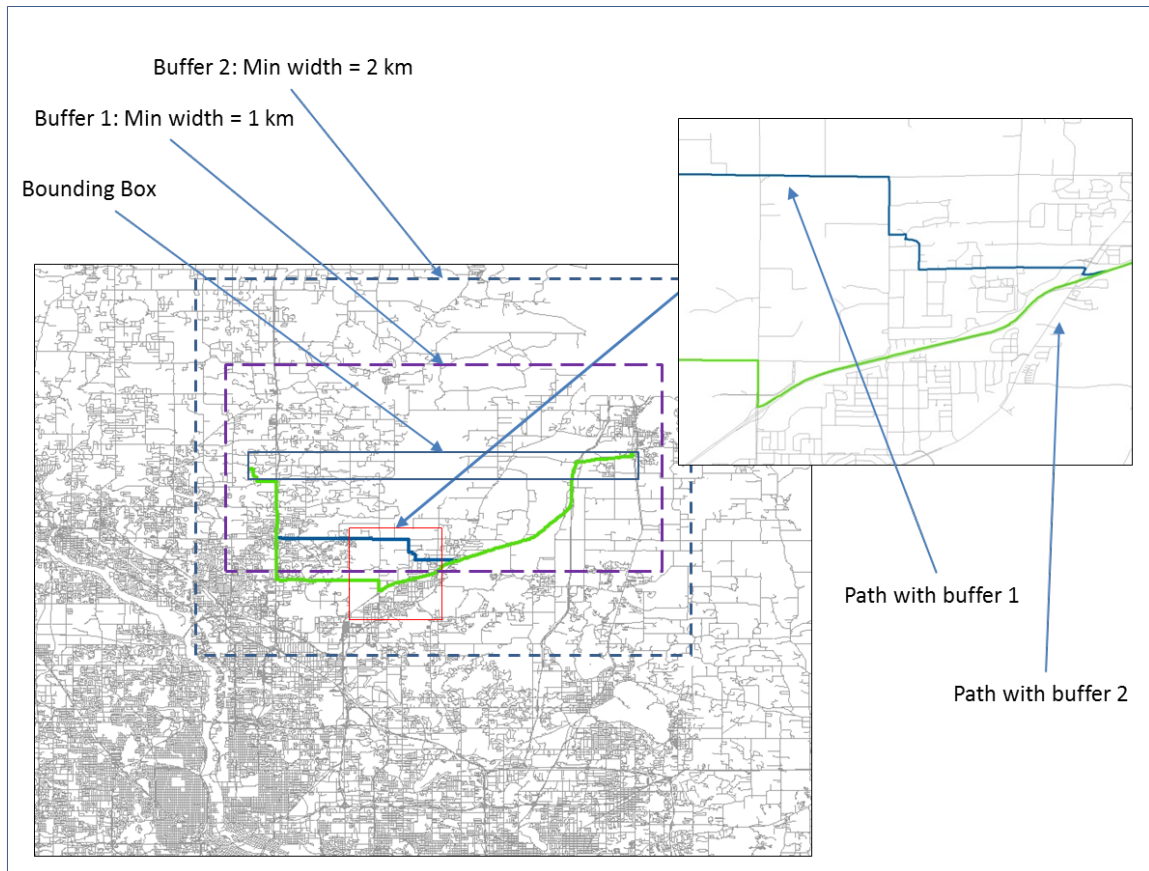 Buffer 2: Min width = 2 km
Buffer 1: Min width = 1 km
Bounding Box
Path with buffer 1
Path with buffer 2